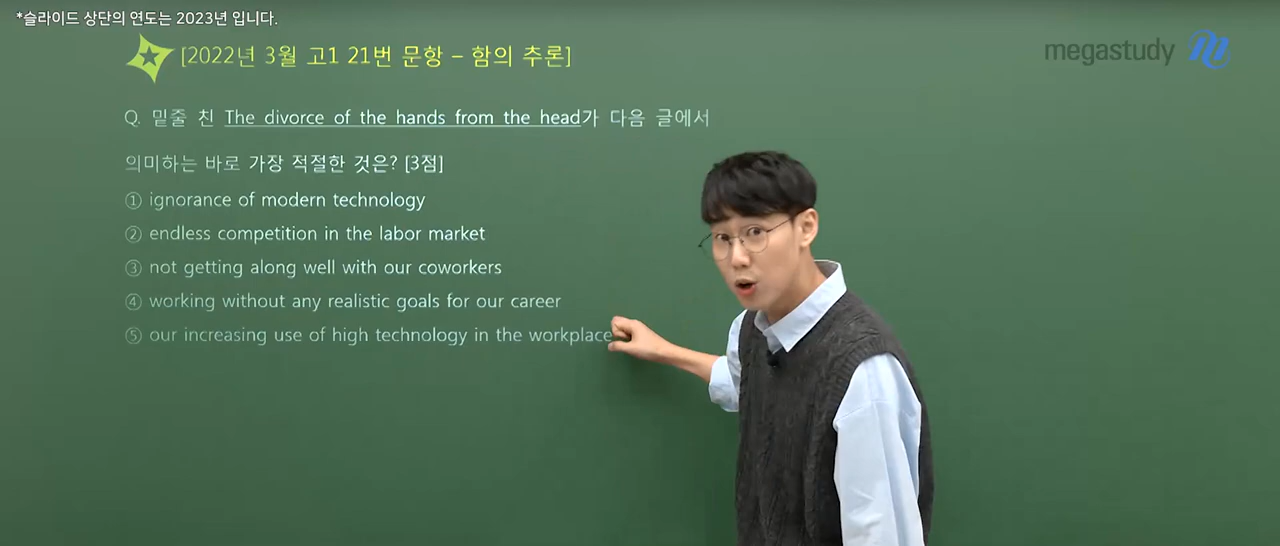 *슬라이드 상단의 연도는 2023년 입니다.
[2022년 3월 고1 21번 문항 – 함의 추론]
megastudy
Q. 밑줄 친 The divorce of the hands from the head가 다음 글에서
의미하는 바로 가장 적절한 것은? [3점]
① ignorance of modern technology
② endless competition in the labor market
③ not getting along well with our coworkers
④ working without any realistic goals for our career
⑤ our increasing use of high technology in the workplace